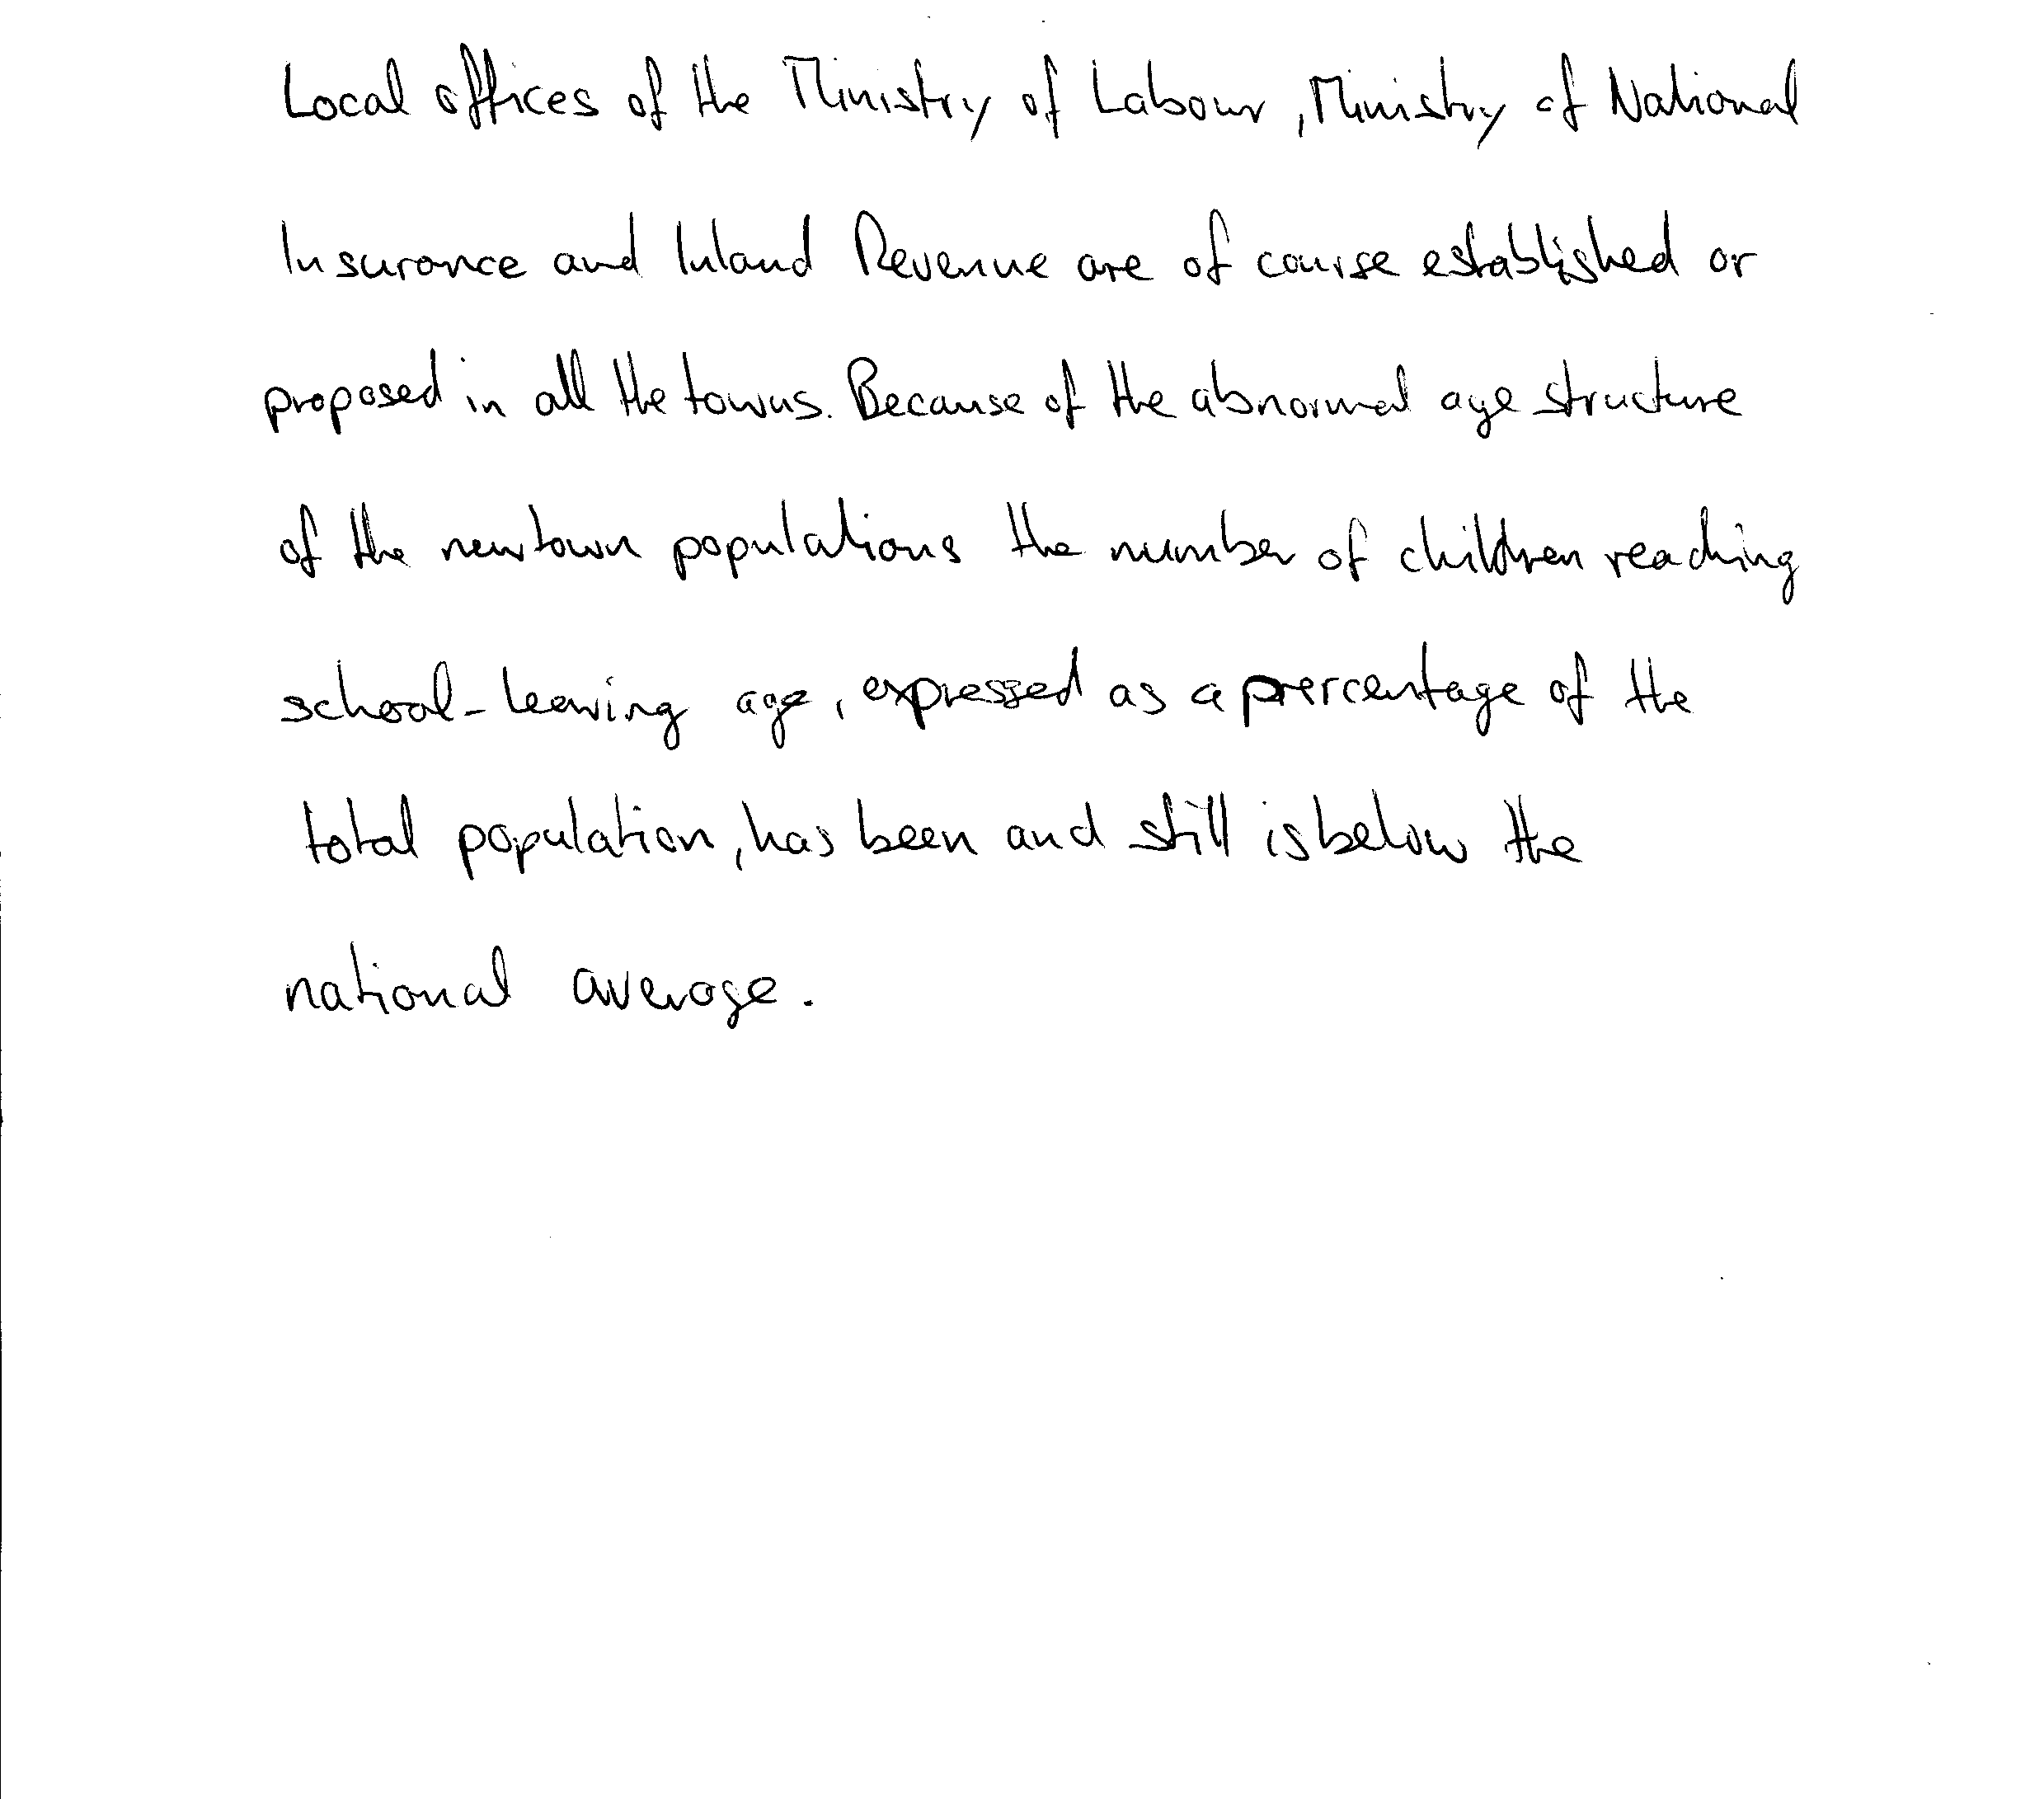 Local offices of the Ministry of Labour, Ministry of National
Insurance and Inland Revenue are of course established or
proposed in all the towns. Because of the abnormal age structure
of the newtown populations the number of children reaching
school-leaving age, expressed as a prercentage of the
total population, has been and still is below the
national average.